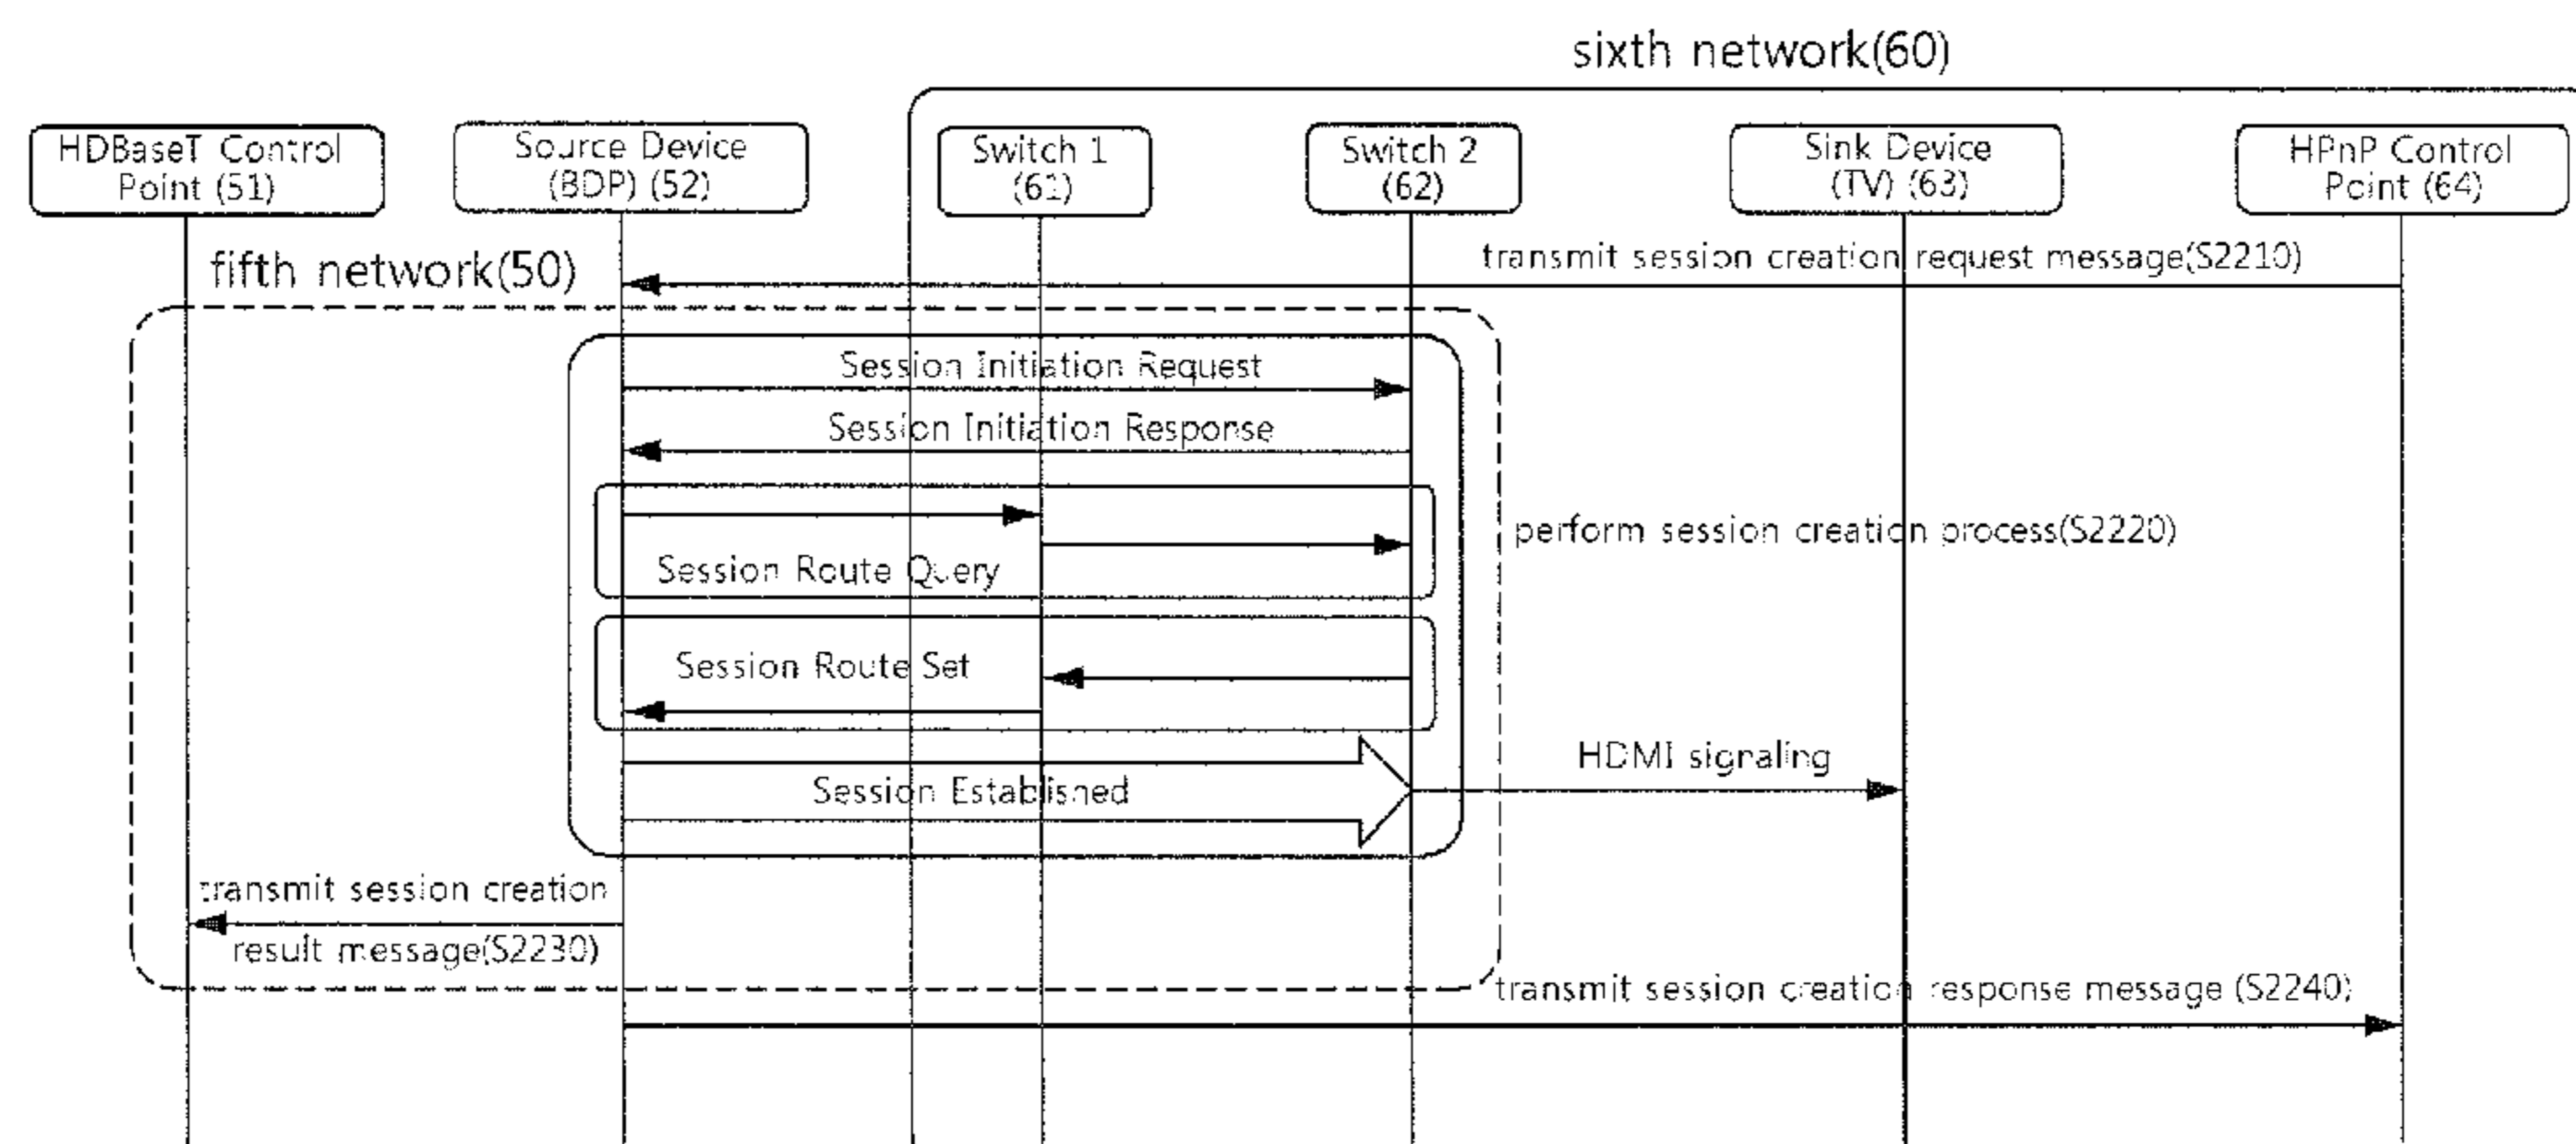 sixth network(60)
HDBaseT Control
Point (51)
Source Device
(BDP) (52)
Switch 1
(61)
Switch 2
(62)
Sink Device
(TV) (63)
HPnP Control
Point (64)
transmit session creation request message(S2210)
fifth network(50)
Session Initiation Request
Session Initiation Response
perform session creation process(S2220)
Session Route Query
Session Route Set
HDMI signaling
Session Established
transmit session creation
result message(S2230)
transmit session creation response message (S2240)